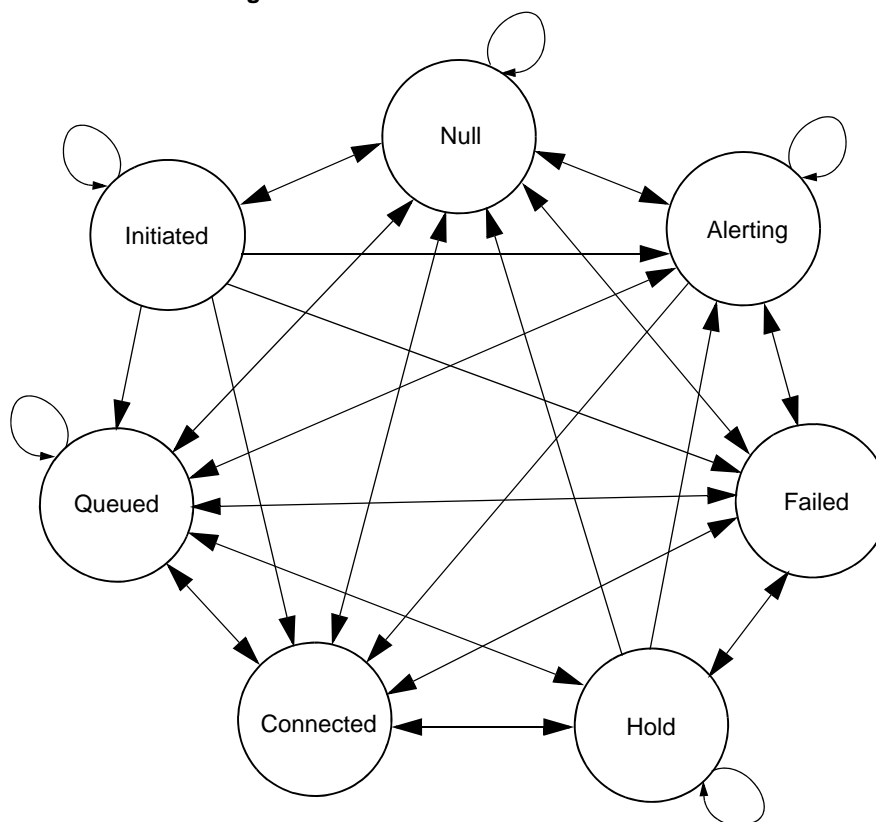 Null
Initiated
Alerting
Queued
Failed
Connected
Hold